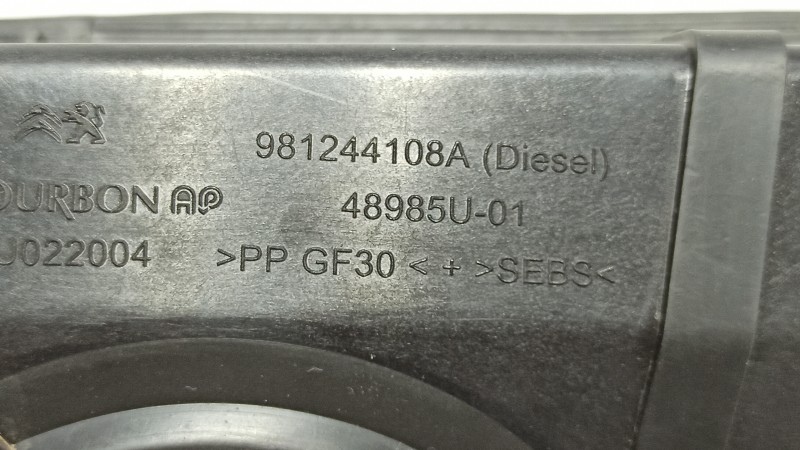 981244108A (Diesel)
OURBON AP 48985U-01
U022004 >PP GF30 < + >SEBS<